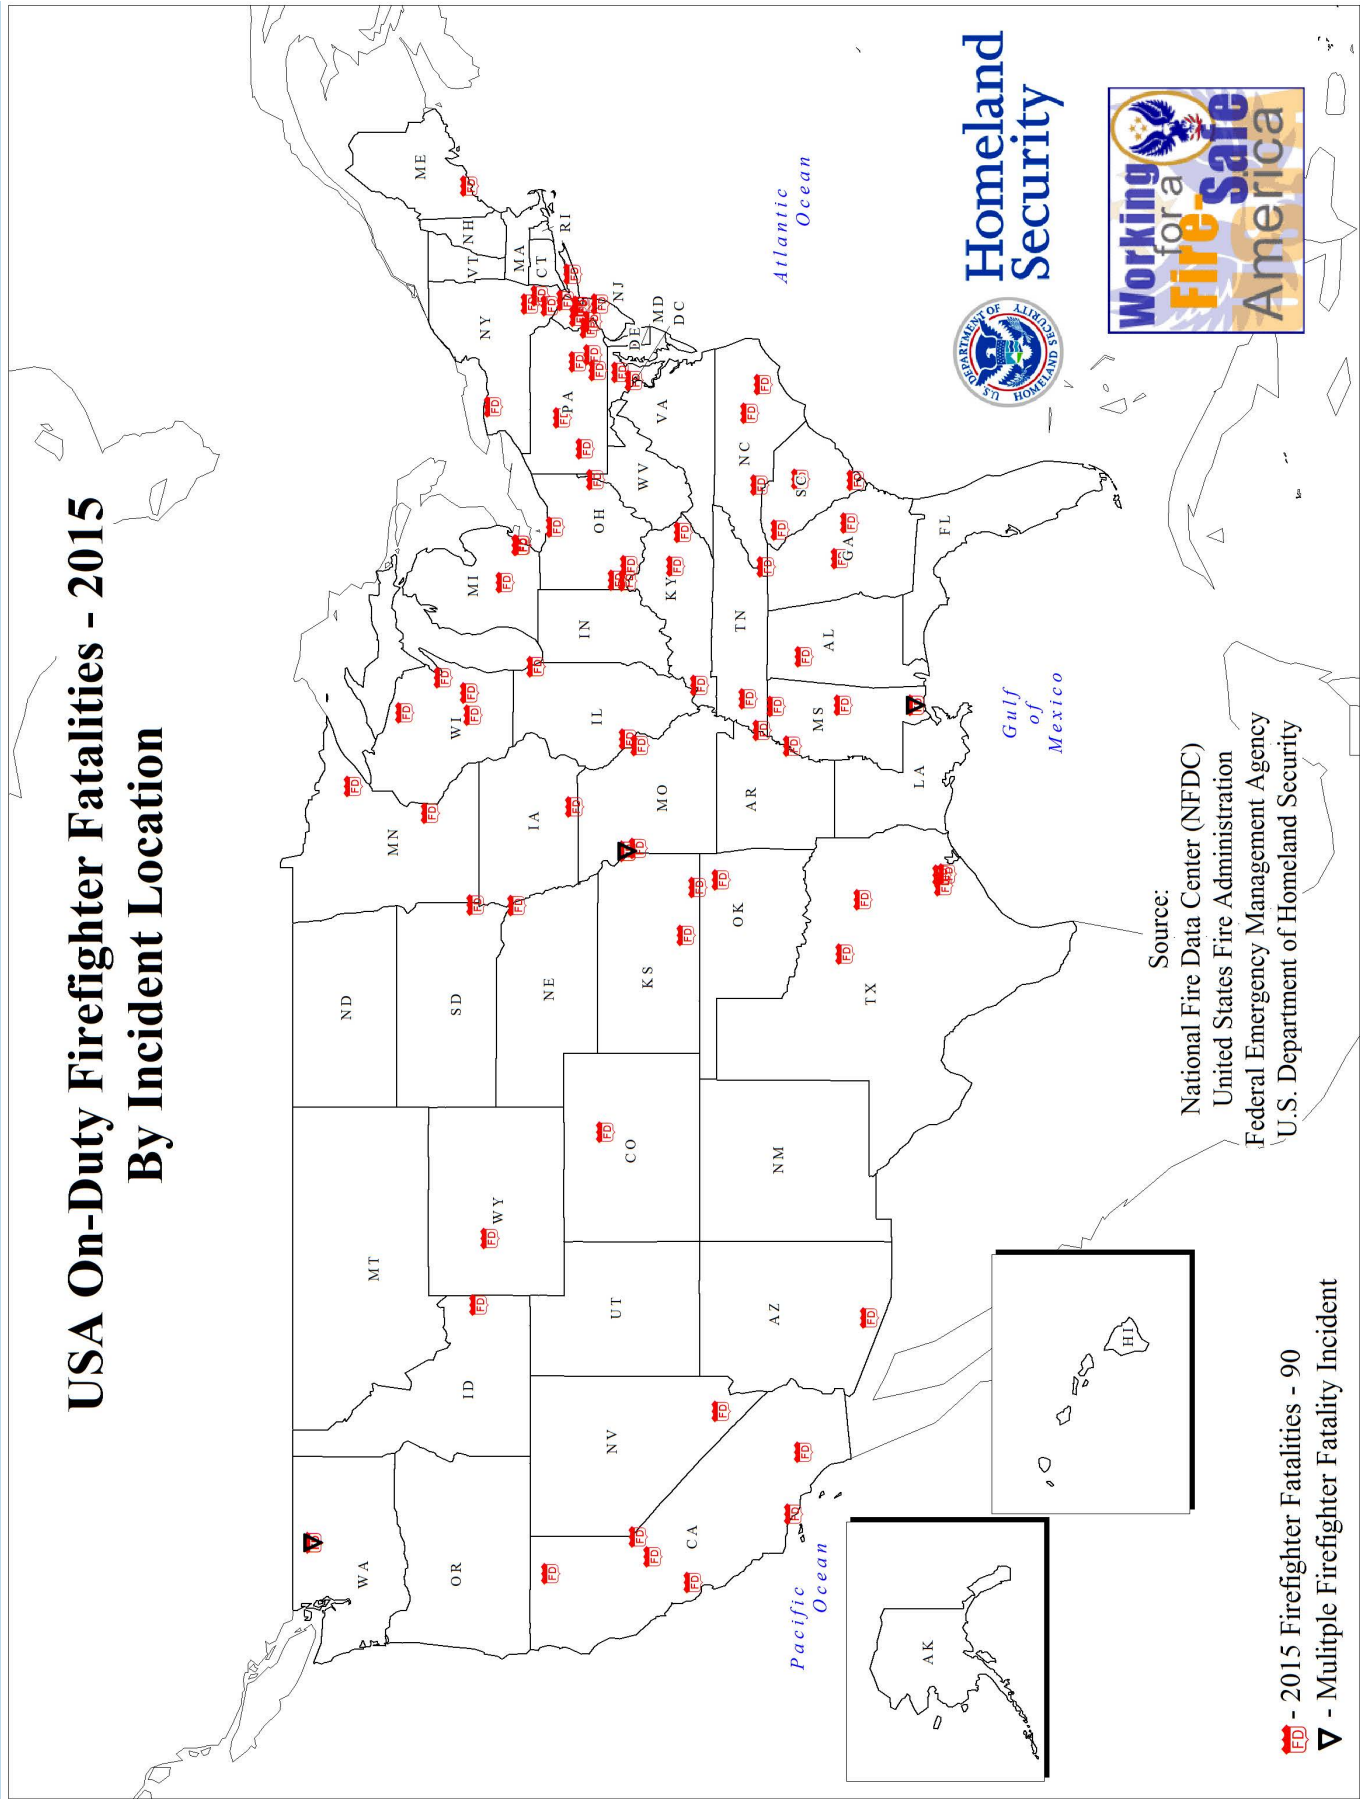 USA On-Duty Firefighter Fatalities - 2015
By Incident Location
WA
OR
CA
NV
ID
MT
WY
UT
AZ
CO
NM
ND
SD
NE
KS
OK
TX
MN
IA
MO
AR
LA
WI
IL
MS
MI
IN
KY
TN
AL
OH
WV
GA
FL
SC
NC
VA
PA
NY
VT
NH
ME
MA
CT
RI
NJ
DE
MD
DC
AK
HI
Pacific
Ocean
Gulf
of
Mexico
Atlantic
Ocean
Homeland
Security
U.S. DEPARTMENT OF HOMELAND SECURITY
Working
for a
Fire-Safe
America
Source:
National Fire Data Center (NFDC)
United States Fire Administration
Federal Emergency Management Agency
U.S. Department of Homeland Security
FD - 2015 Firefighter Fatalities - 90
- Mulitple Firefighter Fatality Incident